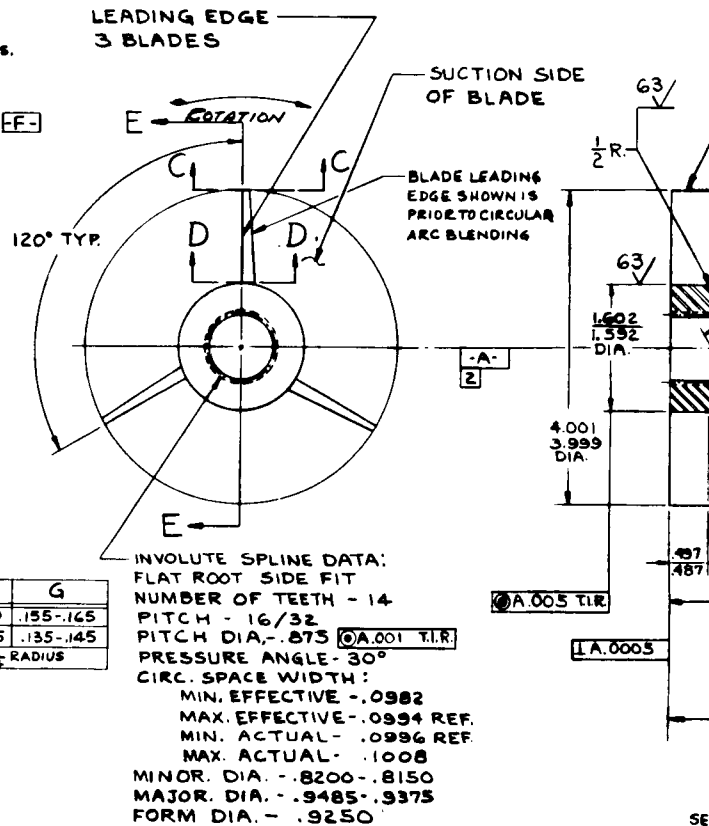 LEADING EDGE
3 BLADES
S.
-F-
E
ROTATION
SUCTION SIDE
OF BLADE
C
C
BLADE LEADING
EDGE SHOWN IS
PRIOR TO CIRCULAR
ARC BLENDING
120° TYP.
D
D
63
1/2 R.
63
1.602
1.592
DIA.
-A-
2
4.001
3.999
DIA.
E
.497
.487
G
.155-.165
.135-.145
RADIUS
INVOLUTE SPLINE DATA:
FLAT ROOT SIDE FIT
NUMBER OF TEETH - 14
PITCH - 16/32
PITCH DIA.-.875 ◎ A .001 T.I.R
PRESSURE ANGLE - 30°
CIRC. SPACE WIDTH:
MIN. EFFECTIVE - .0982
MAX. EFFECTIVE - .0994 REF.
MIN. ACTUAL - .0996 REF.
MAX. ACTUAL - .1008
MINOR. DIA. - .8200-.8150
MAJOR. DIA. - .9485-.9375
FORM DIA. - .9250
◎ A .005 T.I.R
⊥ A .0005
SE